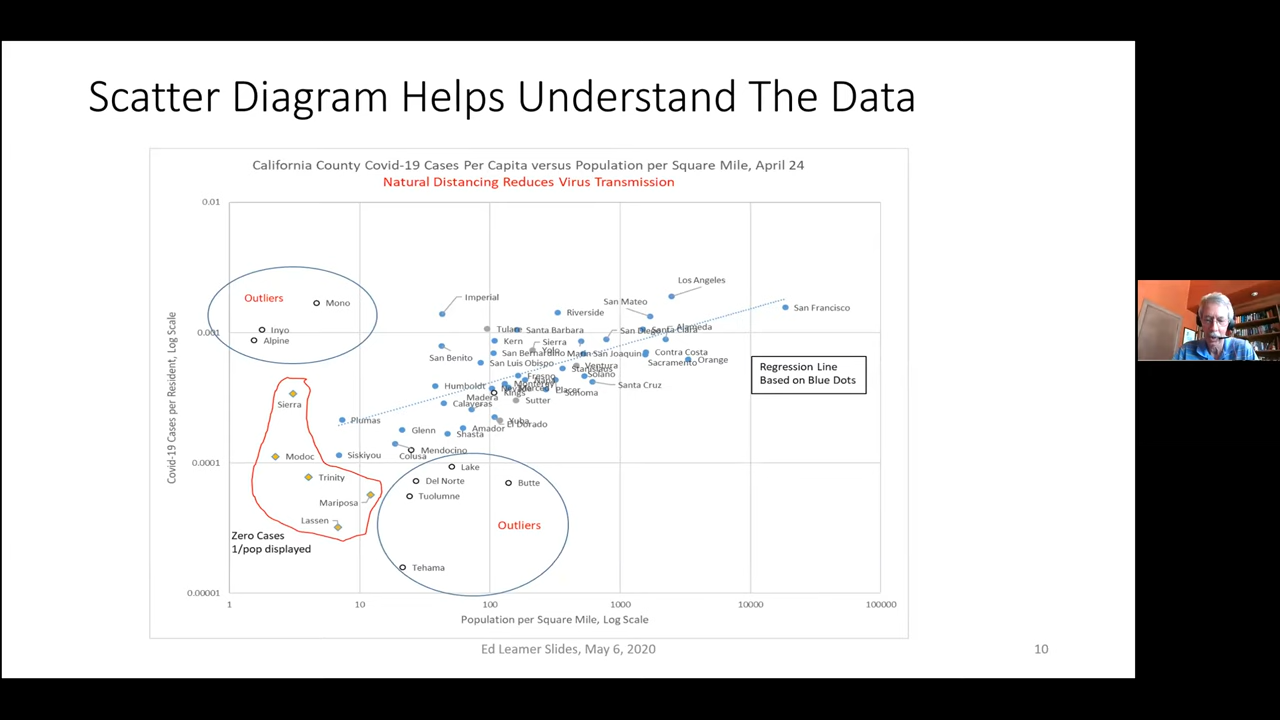 Scatter Diagram Helps Understand The Data
California County Covid-19 Cases Per Capita versus Population per Square Mile, April 24
Natural Distancing Reduces Virus Transmission
0.01
Los Angeles
Outliers
Mono
Imperial
San Mateo
San Francisco
Riverside
0.001
Inyo
Tulare
Santa Barbara
San Diego
Santa Clara
Alameda
Alpine
Kern
Sierra
Yolo
San Bernardino
Marin
San Joaquin
Contra Costa
San Benito
San Luis Obispo
Ventura
Sacramento
Orange
Stanislaus
Regression Line
Based on Blue Dots
Fresno
Napa
Solano
Humboldt
Monterey
Merced
Placer
Santa Cruz
Kings
Sonoma
Madera
Sierra
Calaveras
Sutter
Plumas
Yuba
El Dorado
Glenn
Shasta
Amador
Mendocino
Modoc
Siskiyou
Colusa
0.0001
Lake
Trinity
Del Norte
Butte
Mariposa
Tuolumne
Lassen
Outliers
Zero Cases
1/pop displayed
Tehama
0.00001
1
10
100
1000
10000
100000
Covid-19 Cases per Resident, Log Scale
Population per Square Mile, Log Scale
Ed Leamer Slides, May 6, 2020
10